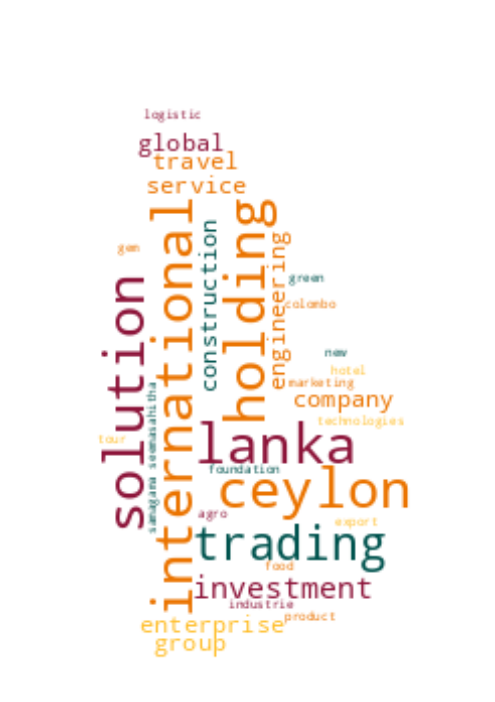 logistic
global
travel
service
international
holding
construction
engineering
gem
green
solution
colombo
new
hotel
marketing
samagama seemasahitha
company
technologies
lanka
tour
foundation
ceylon
agro
export
trading
food
investment
industrie
product
enterprise
group